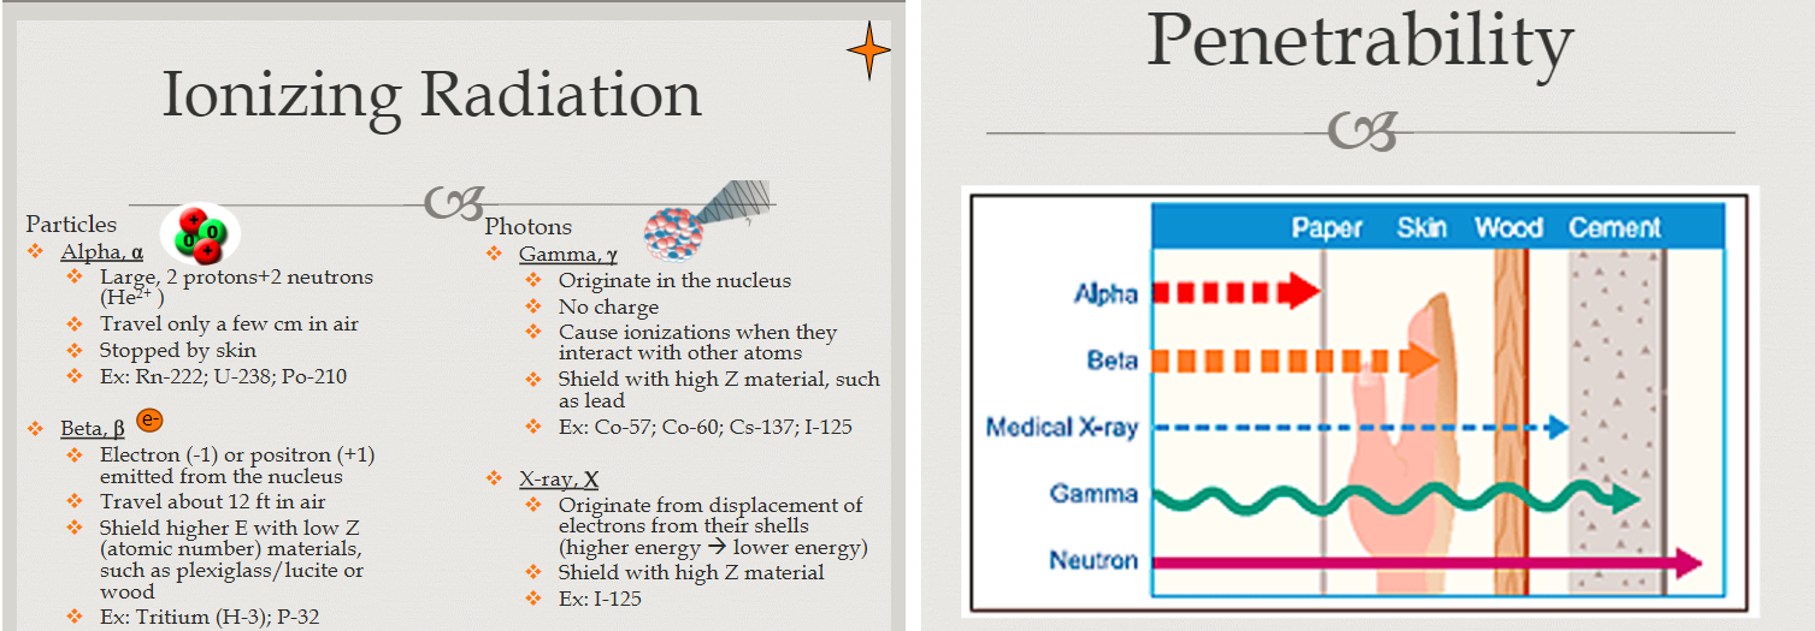 Ionizing Radiation
Particles
+
0
0
+
Alpha, α
Large, 2 protons+2 neutrons
(He²⁺ )
Travel only a few cm in air
Stopped by skin
Ex: Rn-222; U-238; Po-210
Beta, β
e-
Electron (-1) or positron (+1)
emitted from the nucleus
Travel about 12 ft in air
Shield higher E with low Z
(atomic number) materials,
such as plexiglass/lucite or
wood
Ex: Tritium (H-3); P-32
Photons
Gamma, γ
Originate in the nucleus
No charge
Cause ionizations when they
interact with other atoms
Shield with high Z material, such
as lead
Ex: Co-57; Co-60; Cs-137; I-125
X-ray, X
Originate from displacement of
electrons from their shells
(higher energy → lower energy)
Shield with high Z material
Ex: I-125
Penetrability
Paper Skin Wood Cement
Alpha
Beta
Medical X-ray
Gamma
Neutron